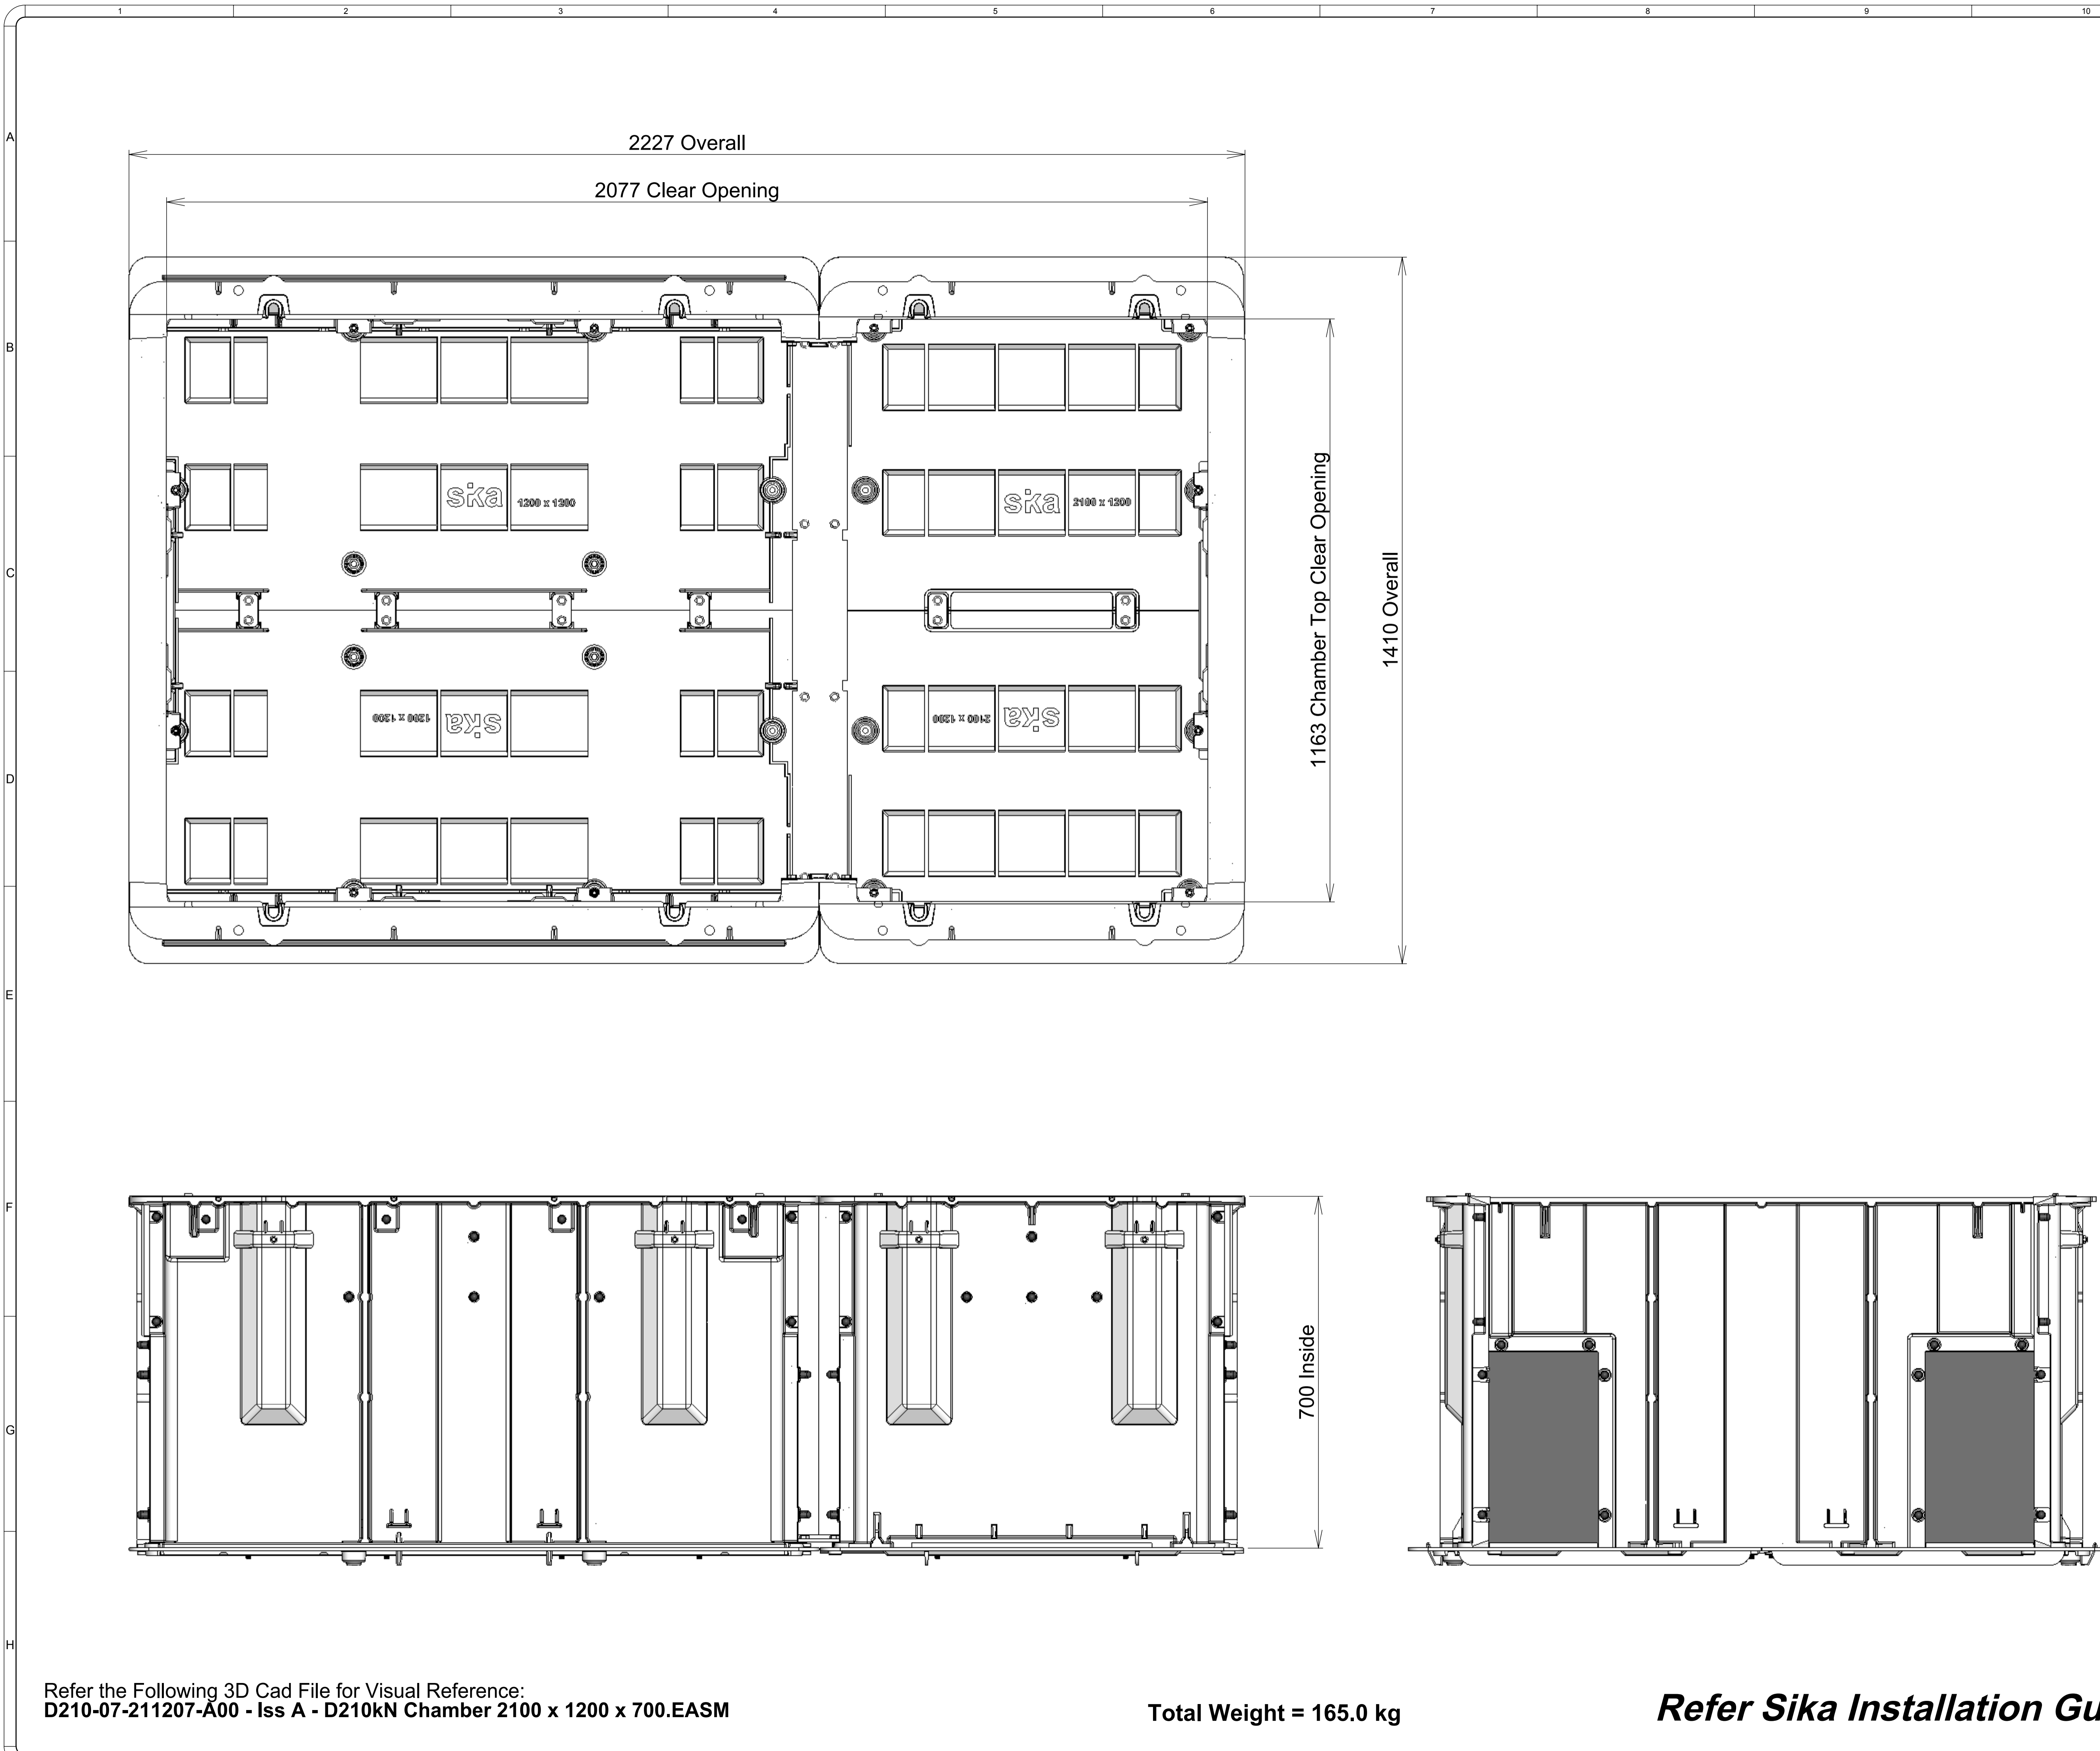 1 2 3 4 5 6 7 8 9 10
A
2227 Overall
2077 Clear Opening
B
sika 1200 x 1200
sika 2100 x 1200
C
1163 Chamber Top Clear Opening
1410 Overall
1200 x 1200 sika
2100 x 1200 sika
D
E
F
700 Inside
G
H
Refer the Following 3D Cad File for Visual Reference:
D210-07-211207-A00 - Iss A - D210kN Chamber 2100 x 1200 x 700.EASM
Total Weight = 165.0 kg
Refer Sika Installation Gu